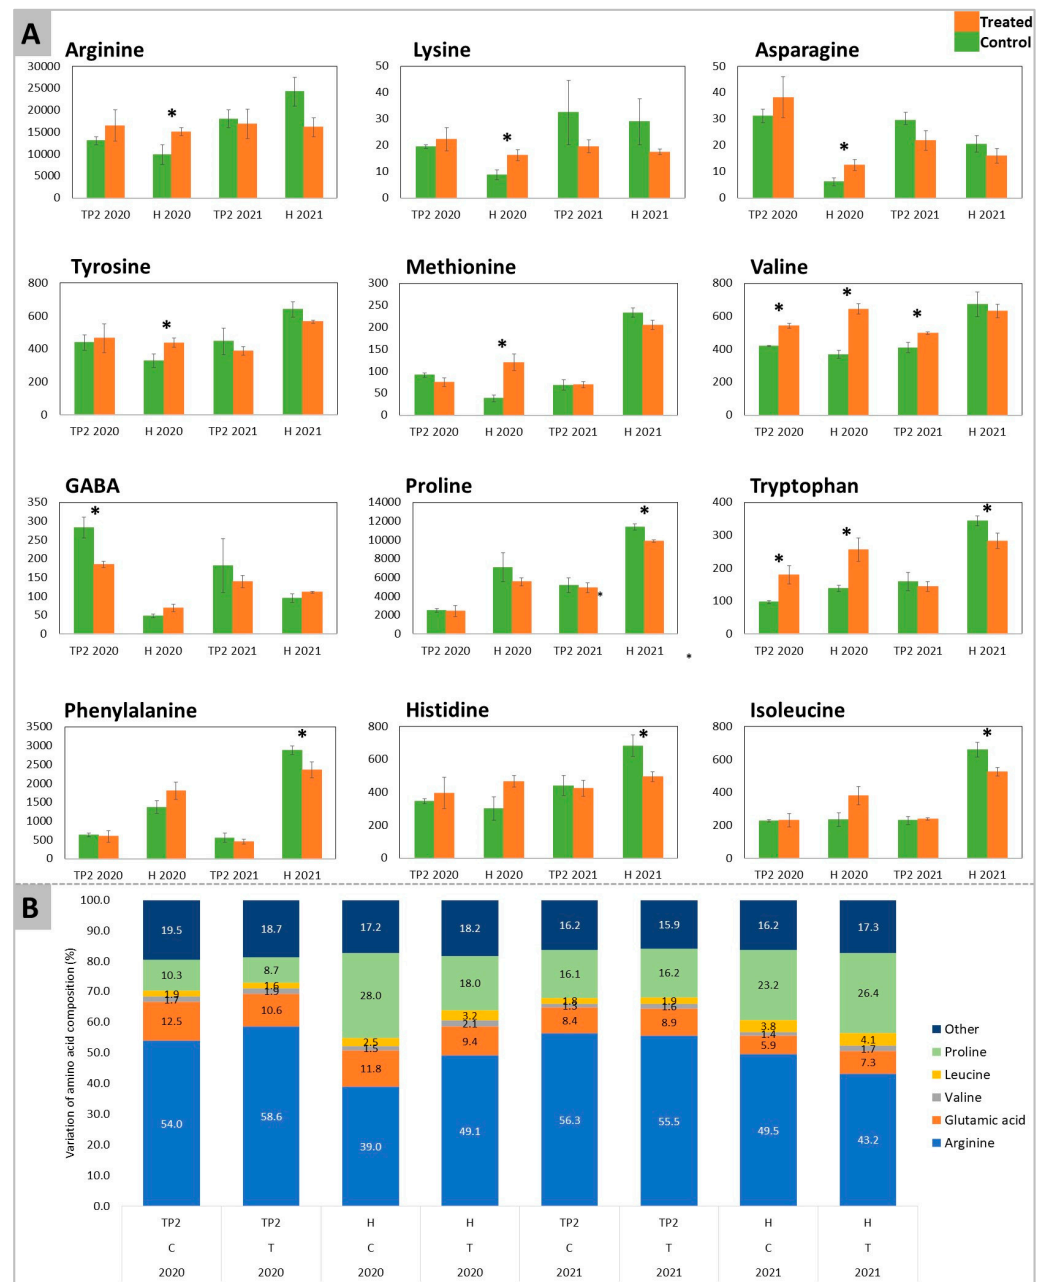 A
Treated
Control
Arginine Lysine Asparagine
30000 50 50
25000 40 40
20000 30 30
15000 20 20
10000 10 10
5000 0 0
0
* * *
TP2 2020 H 2020 TP2 2021 H 2021 TP2 2020 H 2020 TP2 2021 H 2021 TP2 2020 H 2020 TP2 2021 H 2021
Tyrosine Methionine Valine
800 300 800
600 250 600
400 200 400
200 150 200
0 100 0
50
0
* * * * *
TP2 2020 H 2020 TP2 2021 H 2021 TP2 2020 H 2020 TP2 2021 H 2021 TP2 2020 H 2020 TP2 2021 H 2021
GABA Proline Tryptophan
350 14000 400
300 12000 300
250 10000 200
200 8000 100
150 6000 0
100 4000
50 2000
0 0
* * * * * *
TP2 2020 H 2020 TP2 2021 H 2021 TP2 2020 H 2020 TP2 2021 H 2021 TP2 2020 H 2020 TP2 2021 H 2021
*
Phenylalanine Histidine Isoleucine
3500 800 800
3000 600 600
2500 400 400
2000 200 200
1500 0 0
1000
500
0
* * *
TP2 2020 H 2020 TP2 2021 H 2021 TP2 2020 H 2020 TP2 2021 H 2021 TP2 2020 H 2020 TP2 2021 H 2021
B
Variation of amino acid composition (%)
100.0
90.0
80.0
70.0
60.0
50.0
40.0
30.0
20.0
10.0
0.0
19.5 18.7 17.2 18.2 16.2 15.9 16.2 17.3
10.3 8.7 28.0 18.0 16.1 16.2 23.2 26.4
1.9 1.6 2.5 3.2 1.8 1.9 3.8 4.1
1.7 1.9 1.5 2.1 1.3 1.6 1.4 1.7
12.5 10.6 11.8 9.4 8.4 8.9 5.9 7.3
54.0 58.6 39.0 49.1 56.3 55.5 49.5 43.2
Other
Proline
Leucine
Valine
Glutamic acid
Arginine
TP2 TP2 H H TP2 TP2 H H
C T C T C T C T
2020 2020 2020 2020 2021 2021 2021 2021